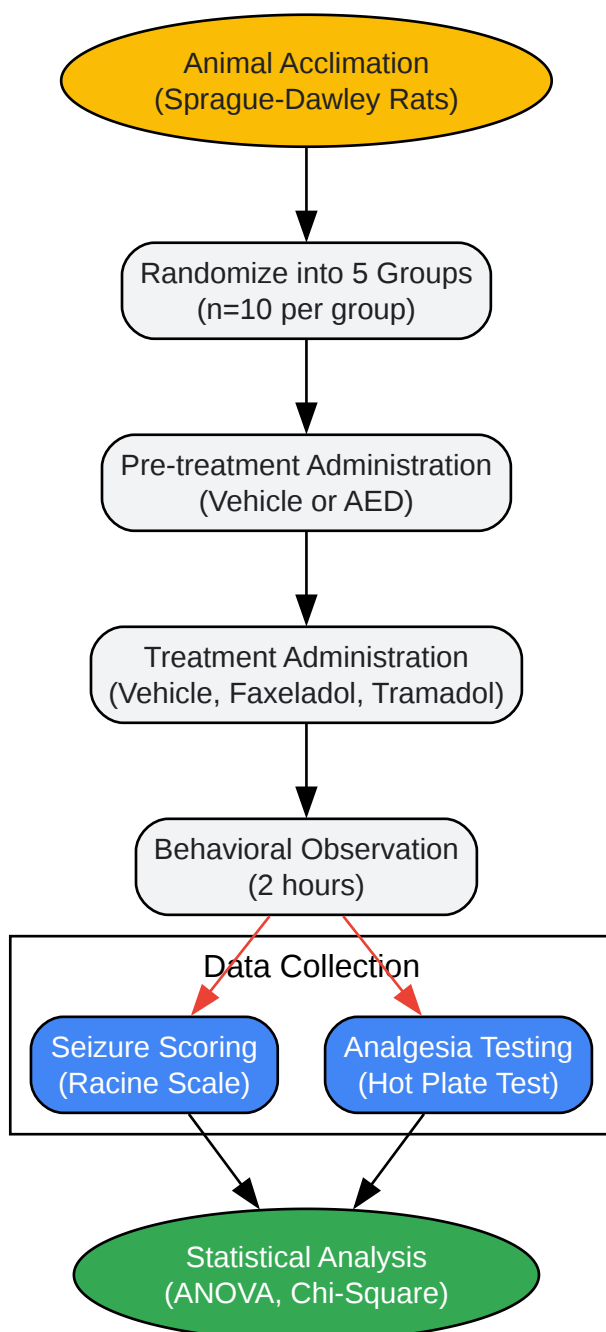 Animal Acclimation
(Sprague-Dawley Rats)
Randomize into 5 Groups
(n=10 per group)
Pre-treatment Administration
(Vehicle or AED)
Treatment Administration
(Vehicle, Faxeladol, Tramadol)
Behavioral Observation
(2 hours)
Data Collection
Seizure Scoring
(Racine Scale)
Analgesia Testing
(Hot Plate Test)
Statistical Analysis
(ANOVA, Chi-Square)